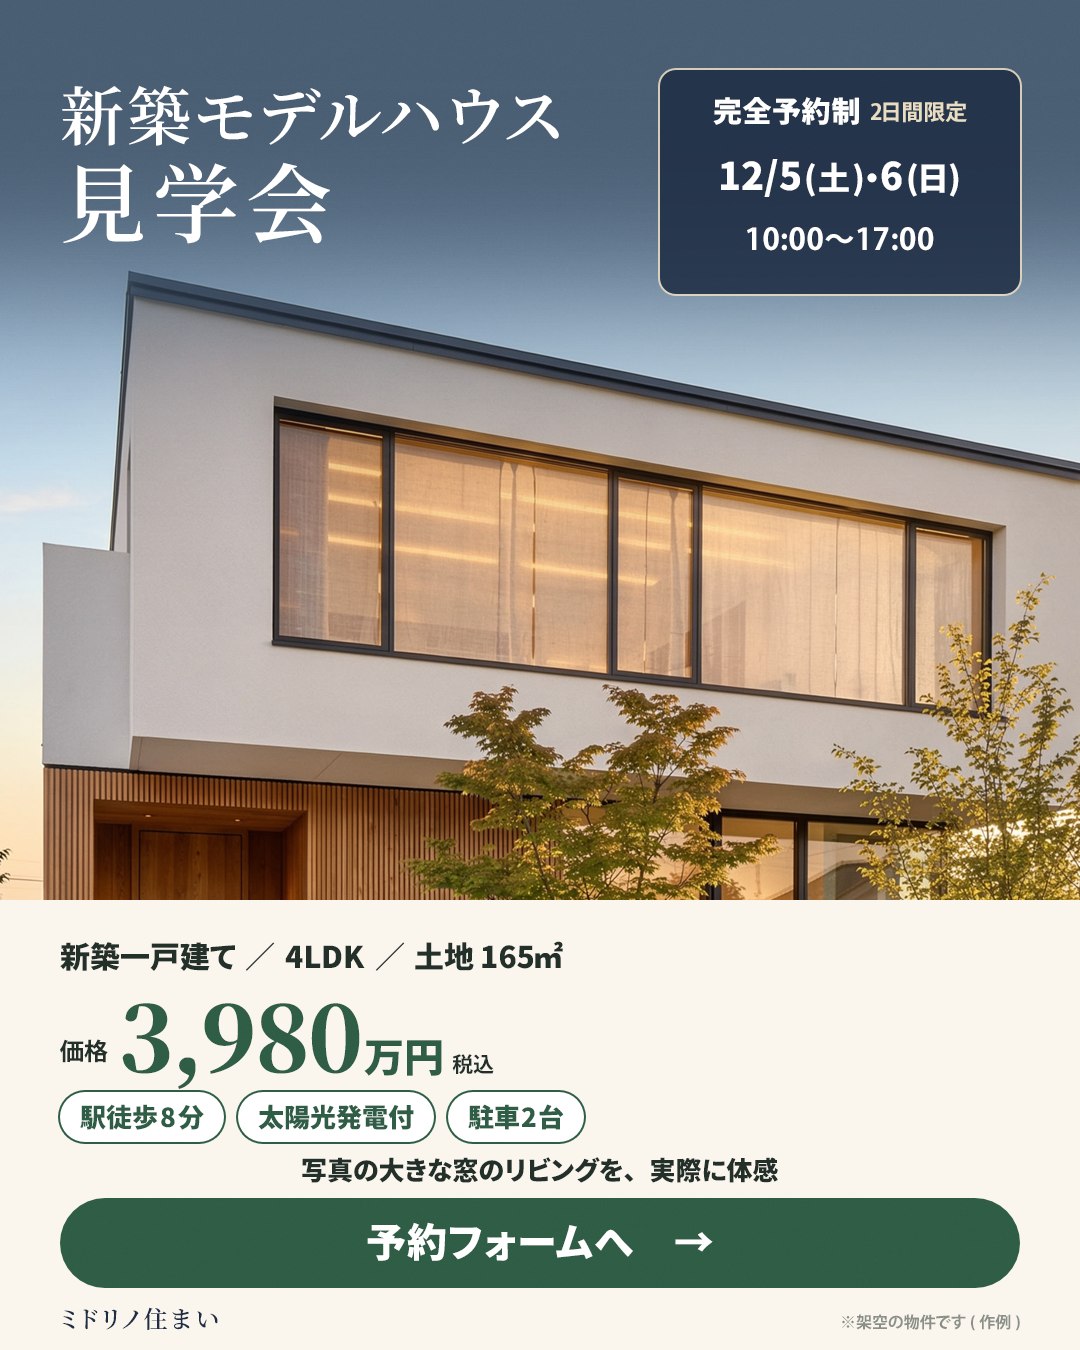 新築モデルハウス
見学会
完全予約制 2日間限定
12/5(土)・6(日)
10:00〜17:00
新築一戸建て ／ 4LDK ／ 土地 165㎡
価格 3,980万円 税込
駅徒歩8分 太陽光発電付 駐車2台
写真の大きな窓のリビングを、実際に体感
予約フォームへ →
ミドリノ住まい
※架空の物件です ( 作例 )